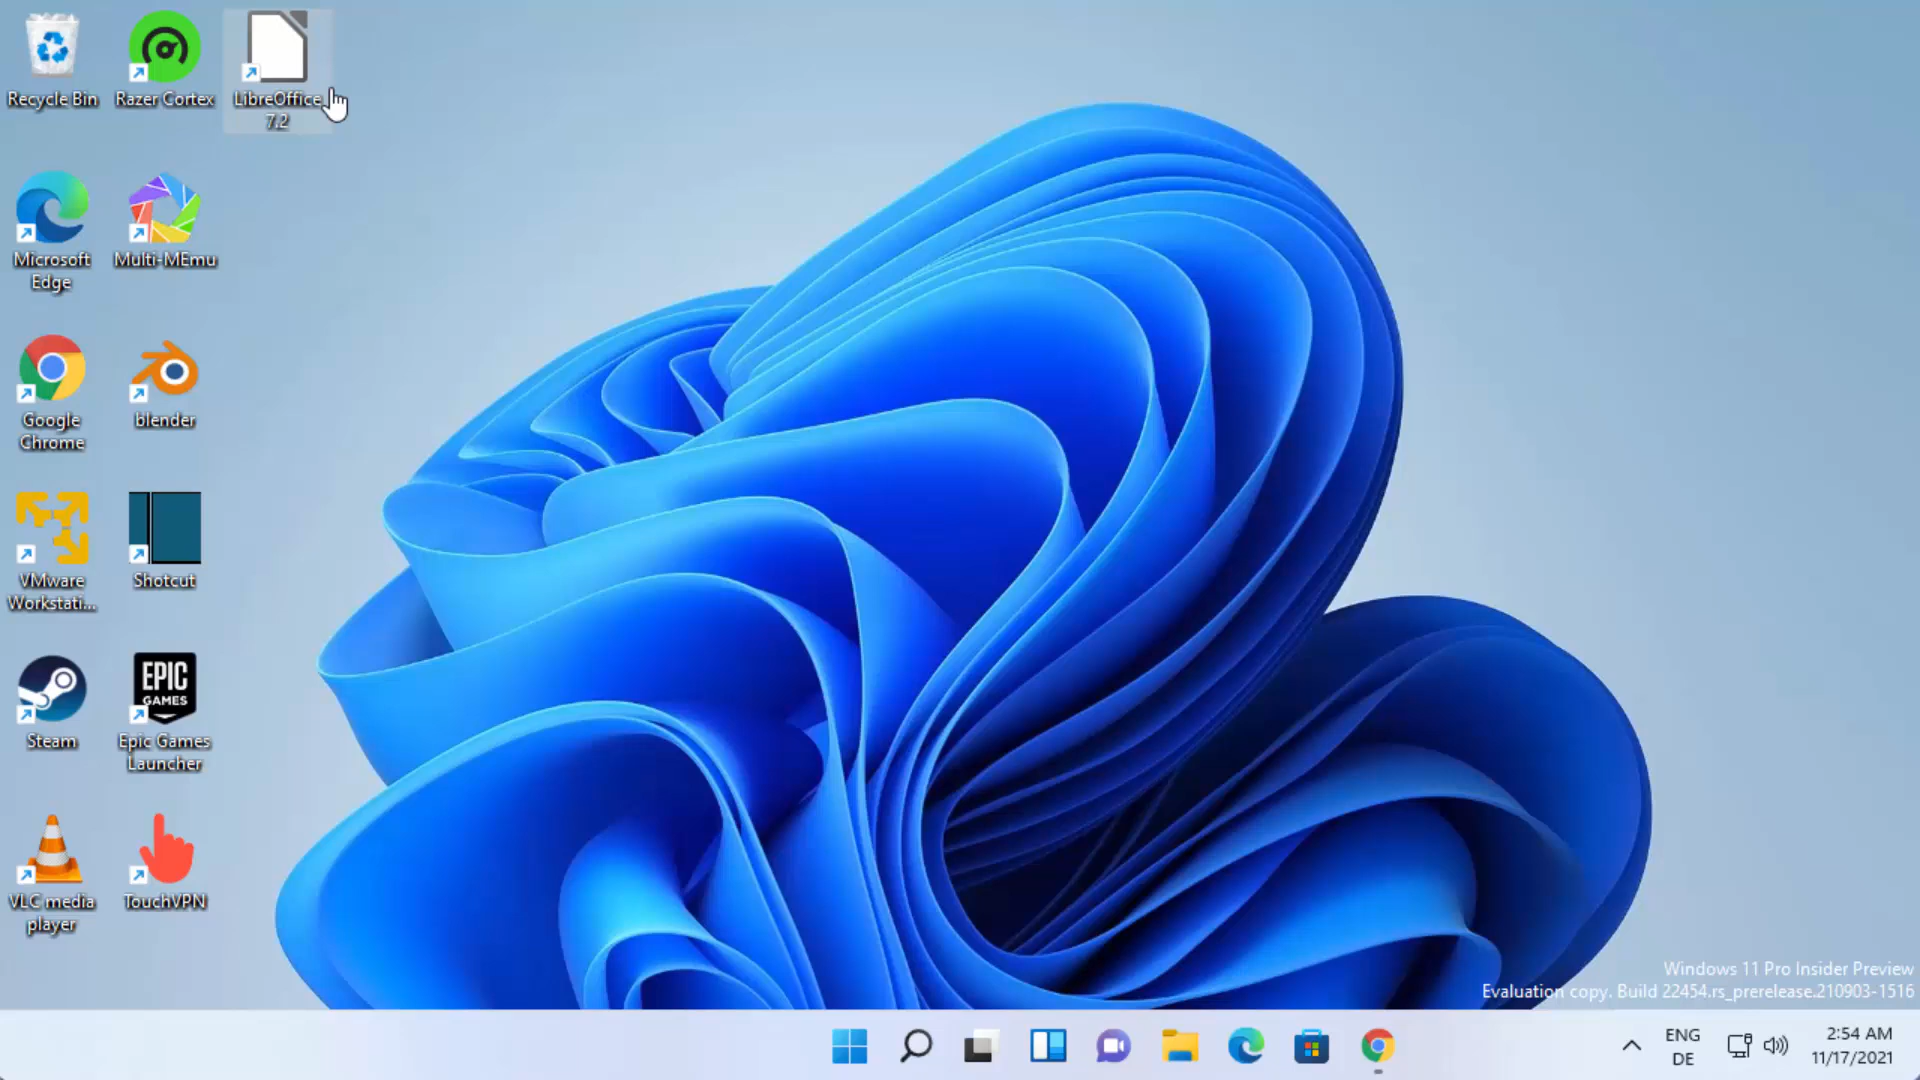 Recycle Bin
Razer Cortex
LibreOffice
7.2
Microsoft
Edge
Multi-MEmu
Google
Chrome
blender
VMware
Workstati...
Shotcut
Steam
EPIC
GAMES
Epic Games
Launcher
VLC media
player
TouchVPN
Windows 11 Pro Insider Preview
Evaluation copy. Build 22454.rs_prerelease.210903-1516
ENG
DE
2:54 AM
11/17/2021